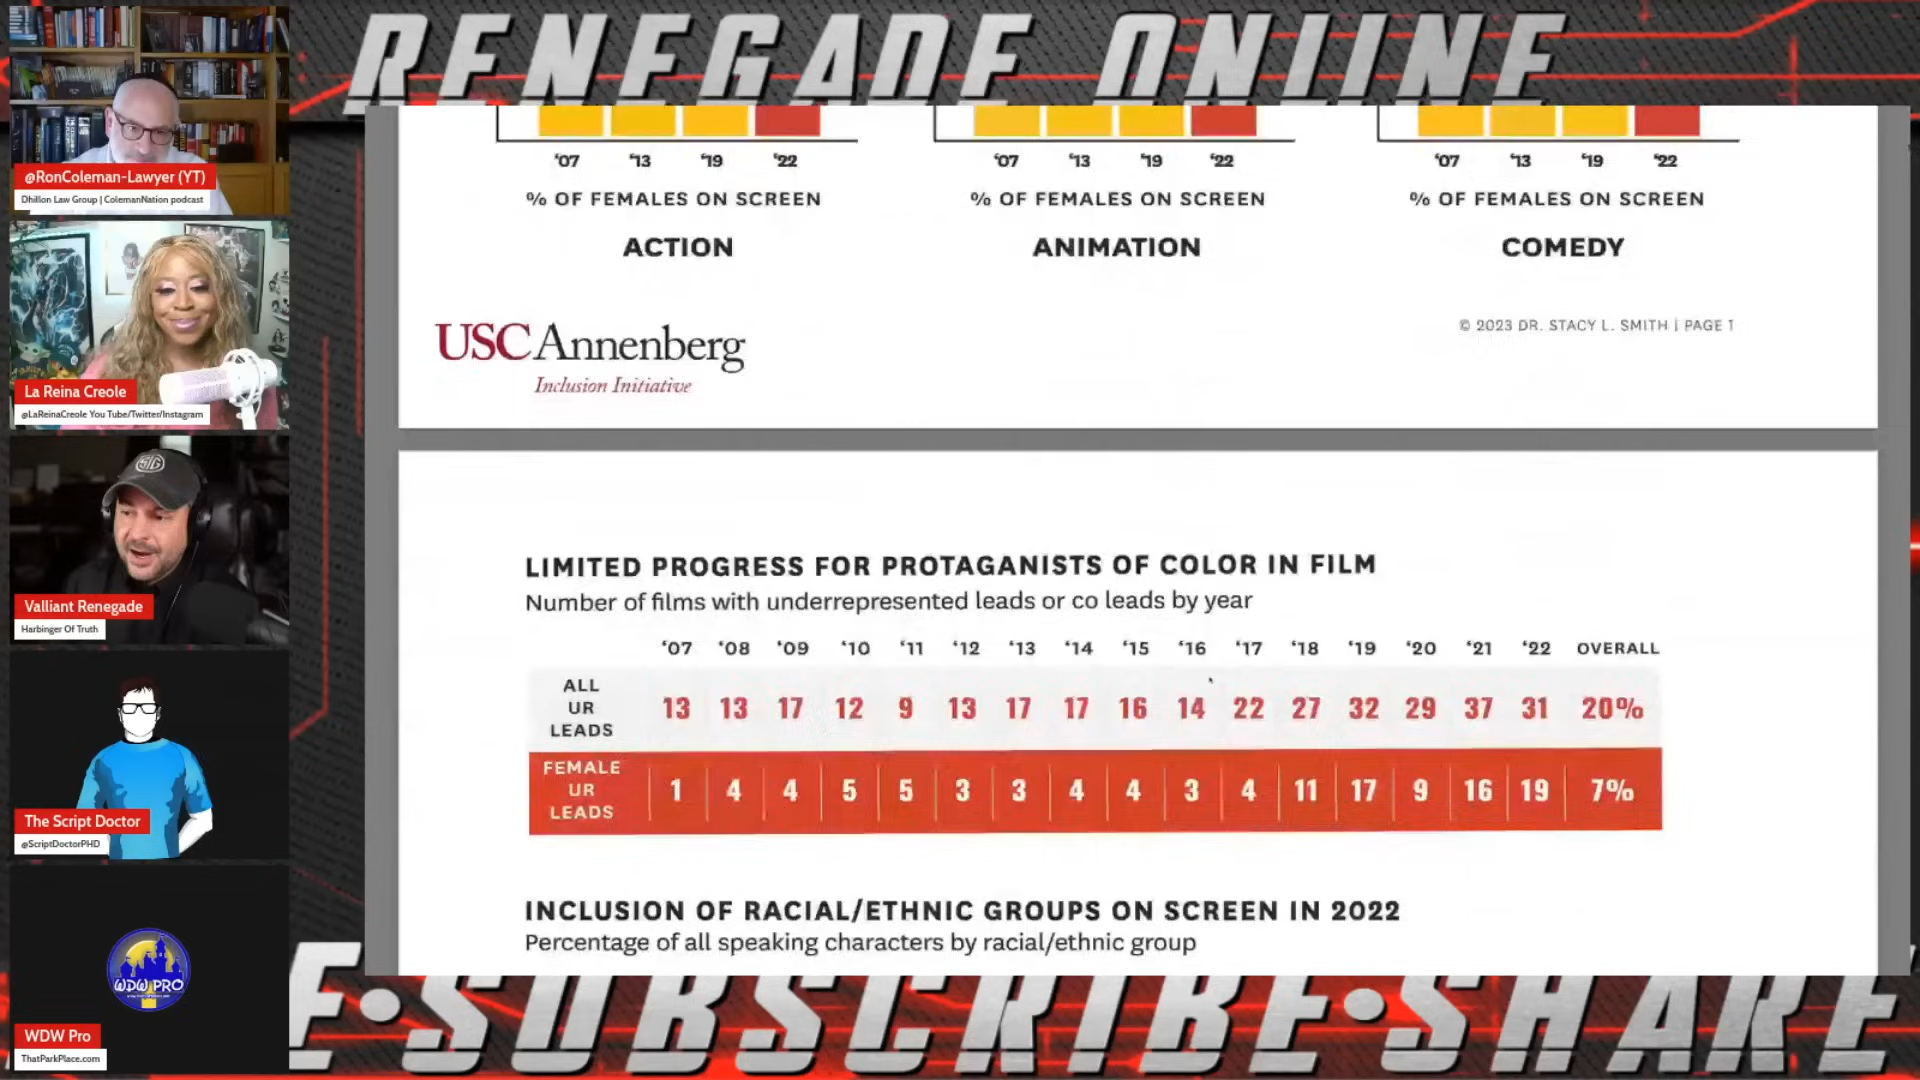 RENEGADE ONLINE
@RonColeman-Lawyer (YT)
Dhillon Law Group | ColemanNation podcast
La Reina Creole
@LaReinaCreole You Tube/Twitter/Instagram
SIG
Valliant Renegade
Harbinger Of Truth
The Script Doctor
@ScriptDoctorPHD
WDW PRO
WDW Pro
ThatParkPlace.com
'07 '13 '19 '22
% OF FEMALES ON SCREEN
ACTION
'07 '13 '19 '22
% OF FEMALES ON SCREEN
ANIMATION
'07 '13 '19 '22
% OF FEMALES ON SCREEN
COMEDY
USC Annenberg
Inclusion Initiative
© 2023 DR. STACY L. SMITH | PAGE 1
LIMITED PROGRESS FOR PROTAGANISTS OF COLOR IN FILM
Number of films with underrepresented leads or co leads by year
'07 '08 '09 '10 '11 '12 '13 '14 '15 '16 '17 '18 '19 '20 '21 '22 OVERALL
ALL
UR
LEADS
13 13 17 12 9 13 17 17 16 14 22 27 32 29 37 31 20%
FEMALE
UR
LEADS
1 4 4 5 5 3 3 4 4 3 4 11 17 9 16 19 7%
INCLUSION OF RACIAL/ETHNIC GROUPS ON SCREEN IN 2022
Percentage of all speaking characters by racial/ethnic group
E•SUBSCRIBE•SHARE